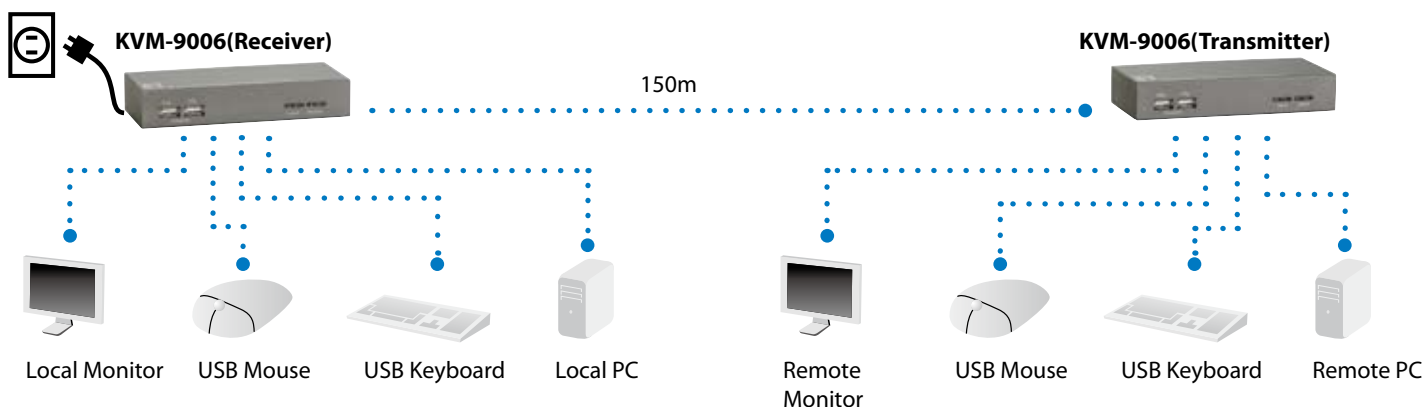 KVM-9006(Receiver)
KVM-9006(Transmitter)
150m
Local Monitor
USB Mouse
USB Keyboard
Local PC
Remote
Monitor
USB Mouse
USB Keyboard
Remote PC